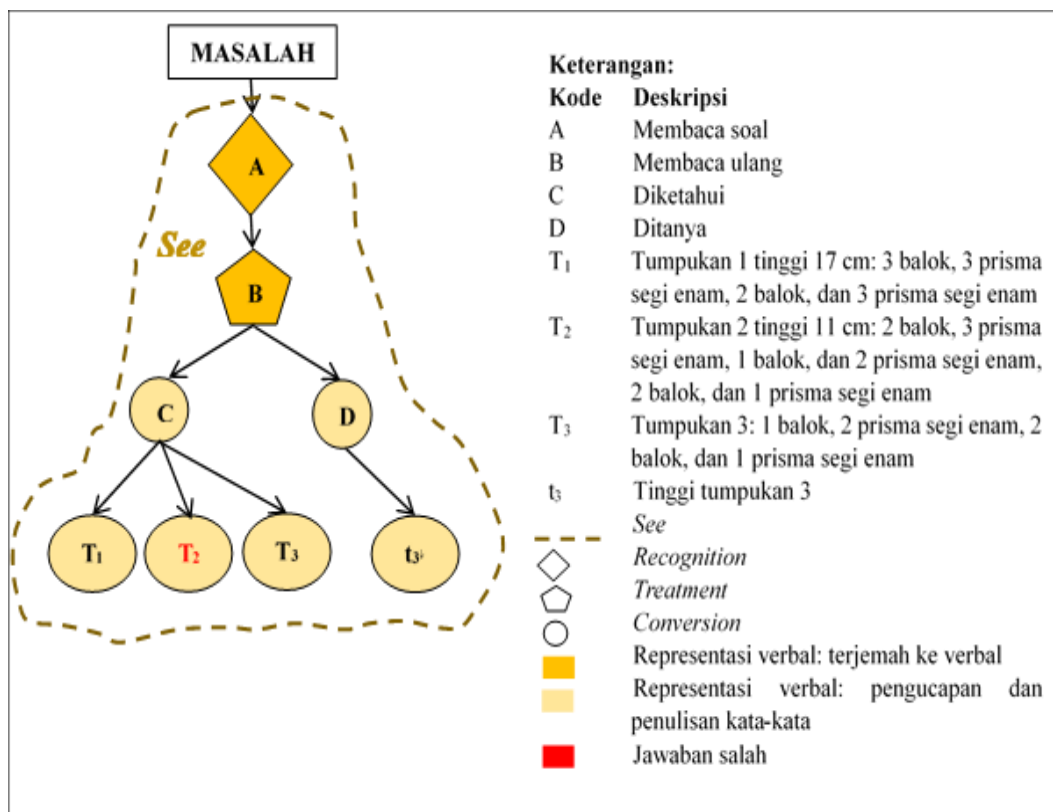 MASALAH
A
See
B
C
D
T₁
T₂
T₃
t₃
Keterangan:
Kode Deskripsi
A Membaca soal
B Membaca ulang
C Diketahui
D Ditanya
T₁ Tumpukan 1 tinggi 17 cm: 3 balok, 3 prisma
segi enam, 2 balok, dan 3 prisma segi enam
T₂ Tumpukan 2 tinggi 11 cm: 2 balok, 3 prisma
segi enam, 1 balok, dan 2 prisma segi enam,
2 balok, dan 1 prisma segi enam
T₃ Tumpukan 3: 1 balok, 2 prisma segi enam, 2
balok, dan 1 prisma segi enam
t₃ Tinggi tumpukan 3
See
Recognition
Treatment
Conversion
Representasi verbal: terjemah ke verbal
Representasi verbal: pengucapan dan
penulisan kata-kata
Jawaban salah